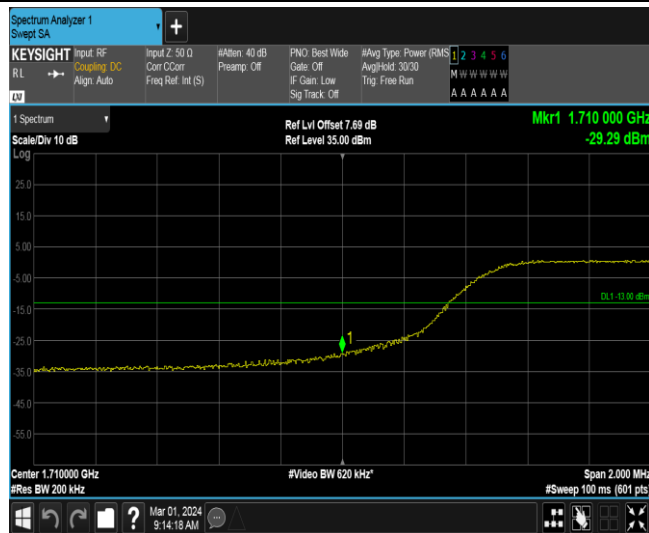 Spectrum Analyzer 1
Swept SA
KEYSIGHT
RL
LXI
Input: RF
Coupling: DC
Align: Auto
Input Z: 50 Ω
Corr CCorr
Freq Ref: Int (S)
#Atten: 40 dB
Preamp: Off
PNO: Best Wide
Gate: Off
IF Gain: Low
Sig Track: Off
#Avg Type: Power (RMS
Avg|Hold: 30/30
Trig: Free Run
1 2 3 4 5 6
M W W W W W
A A A A A A
1 Spectrum
Scale/Div 10 dB
Log
Ref Lvl Offset 7.69 dB
Ref Level 35.00 dBm
Mkr1 1.710 000 GHz
-29.29 dBm
25.0
15.0
5.00
-5.00
DL1 -13.00 dBm
-15.0
1
-25.0
-35.0
-45.0
-55.0
Center 1.710000 GHz
#Video BW 620 kHz*
Span 2.000 MHz
#Res BW 200 kHz
#Sweep 100 ms (601 pts)
?
Mar 01, 2024
9:14:18 AM